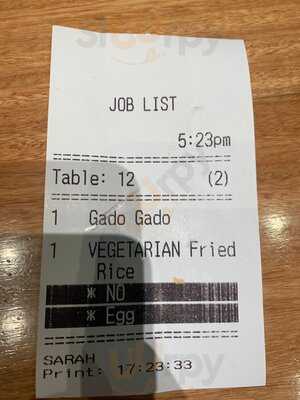 JOB LIST
5:23pm
Table: 12 (2)
1 Gado Gado
1 VEGETARIAN Fried
Rice
* NO
* Egg
SARAH
Print: 17:23:33